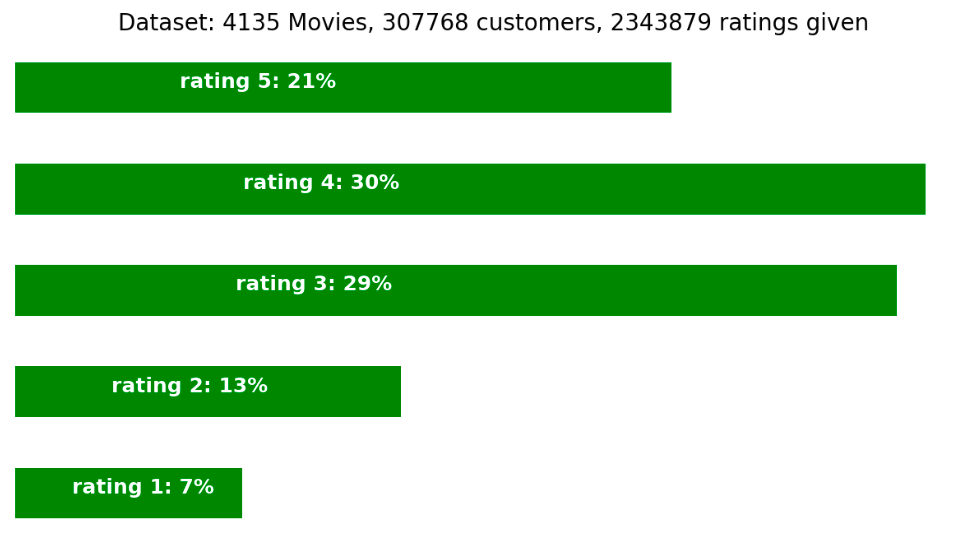 Dataset: 4135 Movies, 307768 customers, 2343879 ratings given
rating 5: 21%
rating 4: 30%
rating 3: 29%
rating 2: 13%
rating 1: 7%